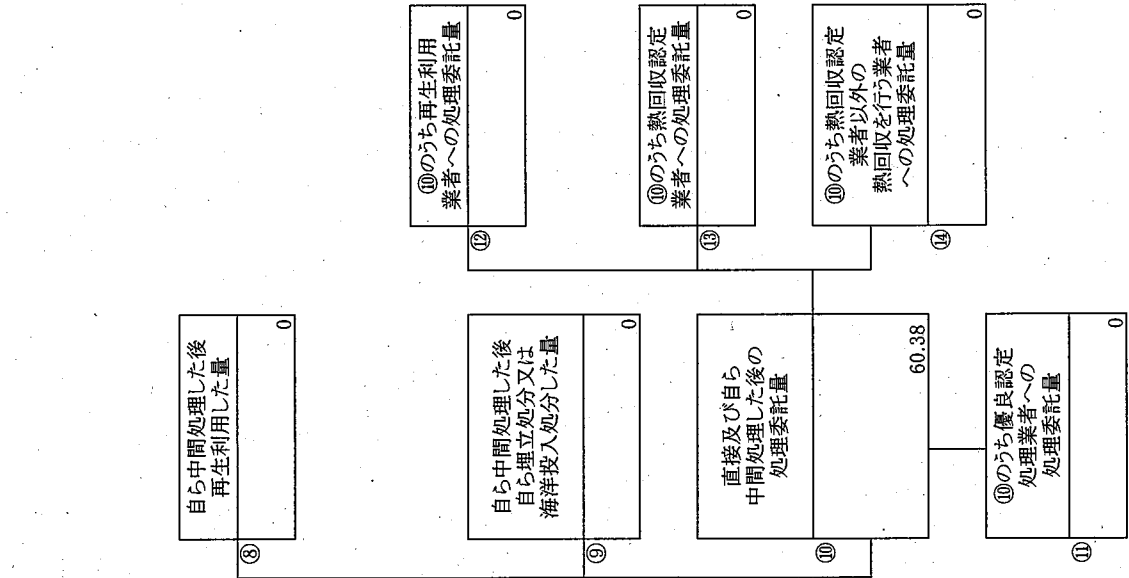 ⑧
自ら中間処理した後
再生利用した量
0
⑨
自ら中間処理した後
自ら埋立処分又は
海洋投入処分した量
0
⑩
直接及び自ら
中間処理した後の
処理委託量
60.38
⑪
⑩のうち優良認定
処理業者への
処理委託量
0
⑫
⑩のうち再生利用
業者への処理委託量
0
⑬
⑩のうち熱回収認定
業者への処理委託量
0
⑭
⑩のうち熱回収認定
業者以外の
熱回収を行う業者
への処理委託量
0